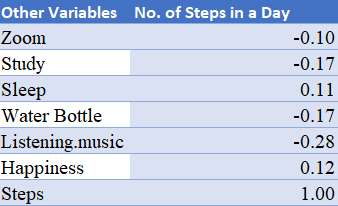 Other Variables No. of Steps in a Day
Zoom -0.10
Study -0.17
Sleep 0.11
Water Bottle -0.17
Listening.music -0.28
Happiness 0.12
Steps 1.00